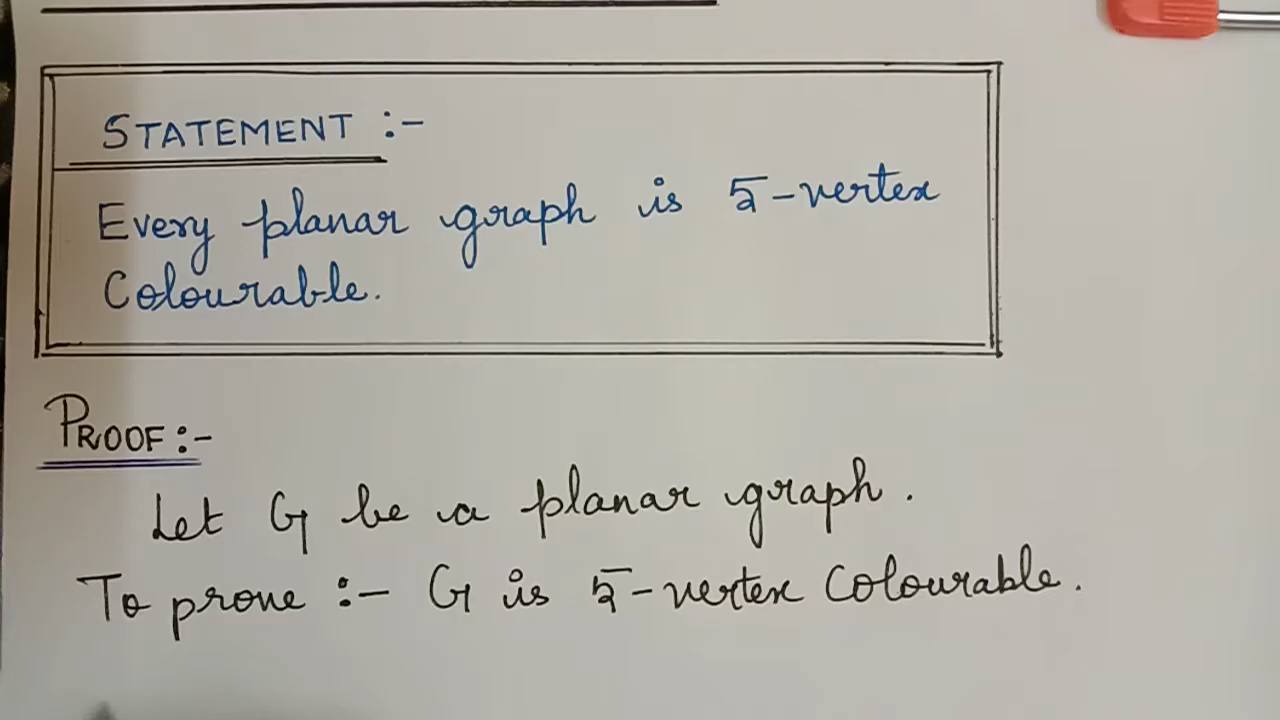 STATEMENT :-
Every planar graph is 5-vertex
Colourable.
PROOF :-
Let G be a planar graph.
To prove :- G is 5-vertex Colourable.